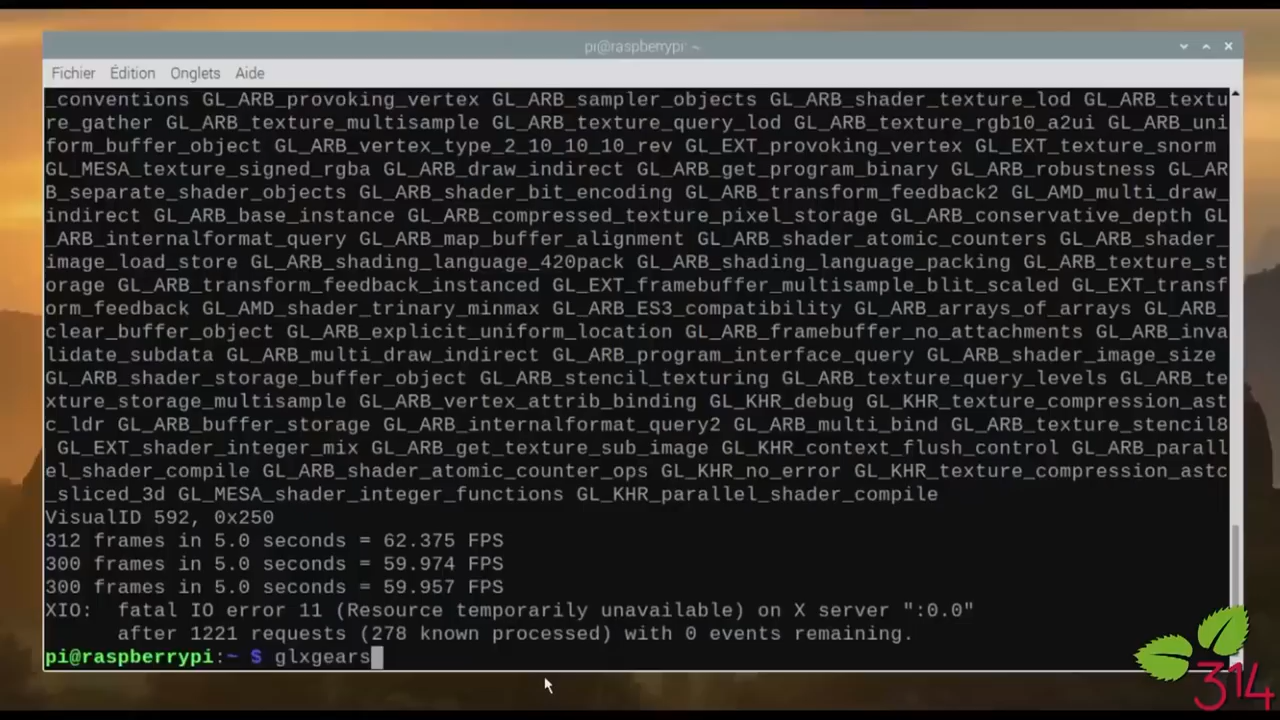 pi@raspberrypi: ~
Fichier Édition Onglets Aide
_conventions GL_ARB_provoking_vertex GL_ARB_sampler_objects GL_ARB_shader_texture_lod GL_ARB_textu
re_gather GL_ARB_texture_multisample GL_ARB_texture_query_lod GL_ARB_texture_rgb10_a2ui GL_ARB_uni
form_buffer_object GL_ARB_vertex_type_2_10_10_10_rev GL_EXT_provoking_vertex GL_EXT_texture_snorm
GL_MESA_texture_signed_rgba GL_ARB_draw_indirect GL_ARB_get_program_binary GL_ARB_robustness GL_AR
B_separate_shader_objects GL_ARB_shader_bit_encoding GL_ARB_transform_feedback2 GL_AMD_multi_draw_
indirect GL_ARB_base_instance GL_ARB_compressed_texture_pixel_storage GL_ARB_conservative_depth GL
_ARB_internalformat_query GL_ARB_map_buffer_alignment GL_ARB_shader_atomic_counters GL_ARB_shader_
image_load_store GL_ARB_shading_language_420pack GL_ARB_shading_language_packing GL_ARB_texture_st
orage GL_ARB_transform_feedback_instanced GL_EXT_framebuffer_multisample_blit_scaled GL_EXT_transf
orm_feedback GL_AMD_shader_trinary_minmax GL_ARB_ES3_compatibility GL_ARB_arrays_of_arrays GL_ARB_
clear_buffer_object GL_ARB_explicit_uniform_location GL_ARB_framebuffer_no_attachments GL_ARB_inva
lidate_subdata GL_ARB_multi_draw_indirect GL_ARB_program_interface_query GL_ARB_shader_image_size
GL_ARB_shader_storage_buffer_object GL_ARB_stencil_texturing GL_ARB_texture_query_levels GL_ARB_te
xture_storage_multisample GL_ARB_vertex_attrib_binding GL_KHR_debug GL_KHR_texture_compression_ast
c_ldr GL_ARB_buffer_storage GL_ARB_internalformat_query2 GL_ARB_multi_bind GL_ARB_texture_stencil8
GL_EXT_shader_integer_mix GL_ARB_get_texture_sub_image GL_KHR_context_flush_control GL_ARB_parall
el_shader_compile GL_ARB_shader_atomic_counter_ops GL_KHR_no_error GL_KHR_texture_compression_astc
_sliced_3d GL_MESA_shader_integer_functions GL_KHR_parallel_shader_compile
VisualID 592, 0x250
312 frames in 5.0 seconds = 62.375 FPS
300 frames in 5.0 seconds = 59.974 FPS
300 frames in 5.0 seconds = 59.957 FPS
XIO:  fatal IO error 11 (Resource temporarily unavailable) on X server ":0.0"
      after 1221 requests (278 known processed) with 0 events remaining.
pi@raspberrypi:~ $ glxgears
314